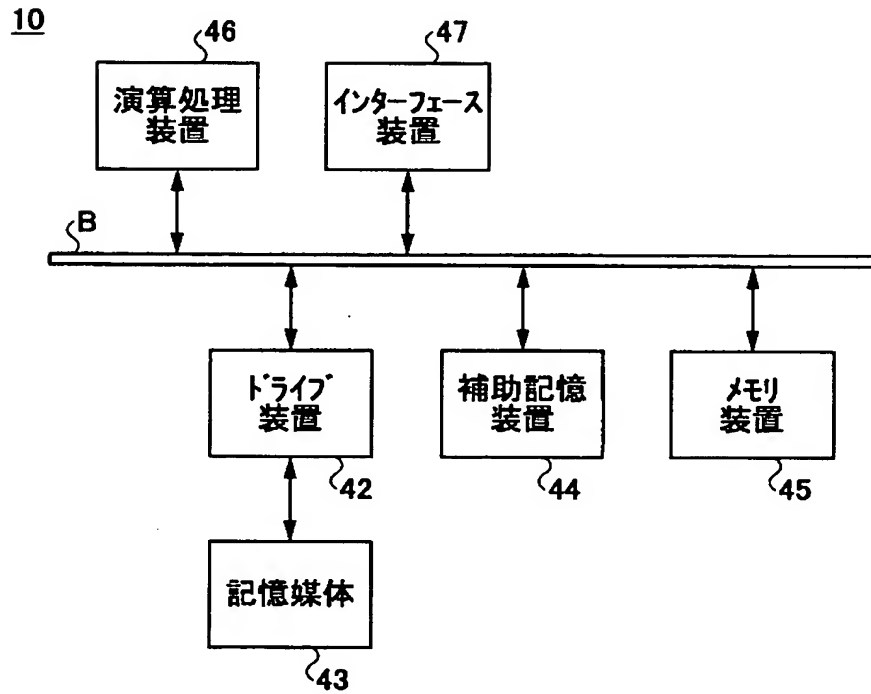 10
46
47
演算処理
装置
インターフェース
装置
B
ドライブ
装置
補助記憶
装置
メモリ
装置
42
44
45
記憶媒体
43